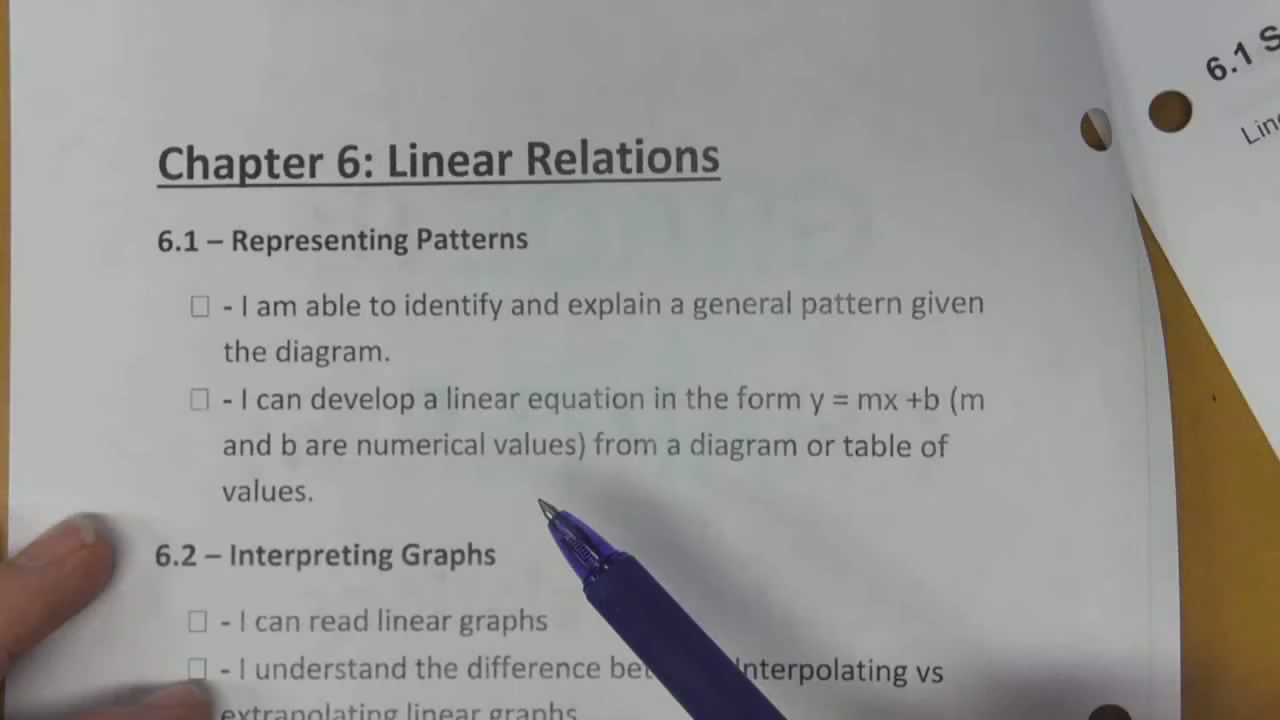 Chapter 6: Linear Relations
6.1 – Representing Patterns
- I am able to identify and explain a general pattern given
the diagram.
- I can develop a linear equation in the form y = mx +b (m
and b are numerical values) from a diagram or table of
values.
6.2 – Interpreting Graphs
- I can read linear graphs
- I understand the difference Interpolating vs
extrapolating linear graphs
6.1